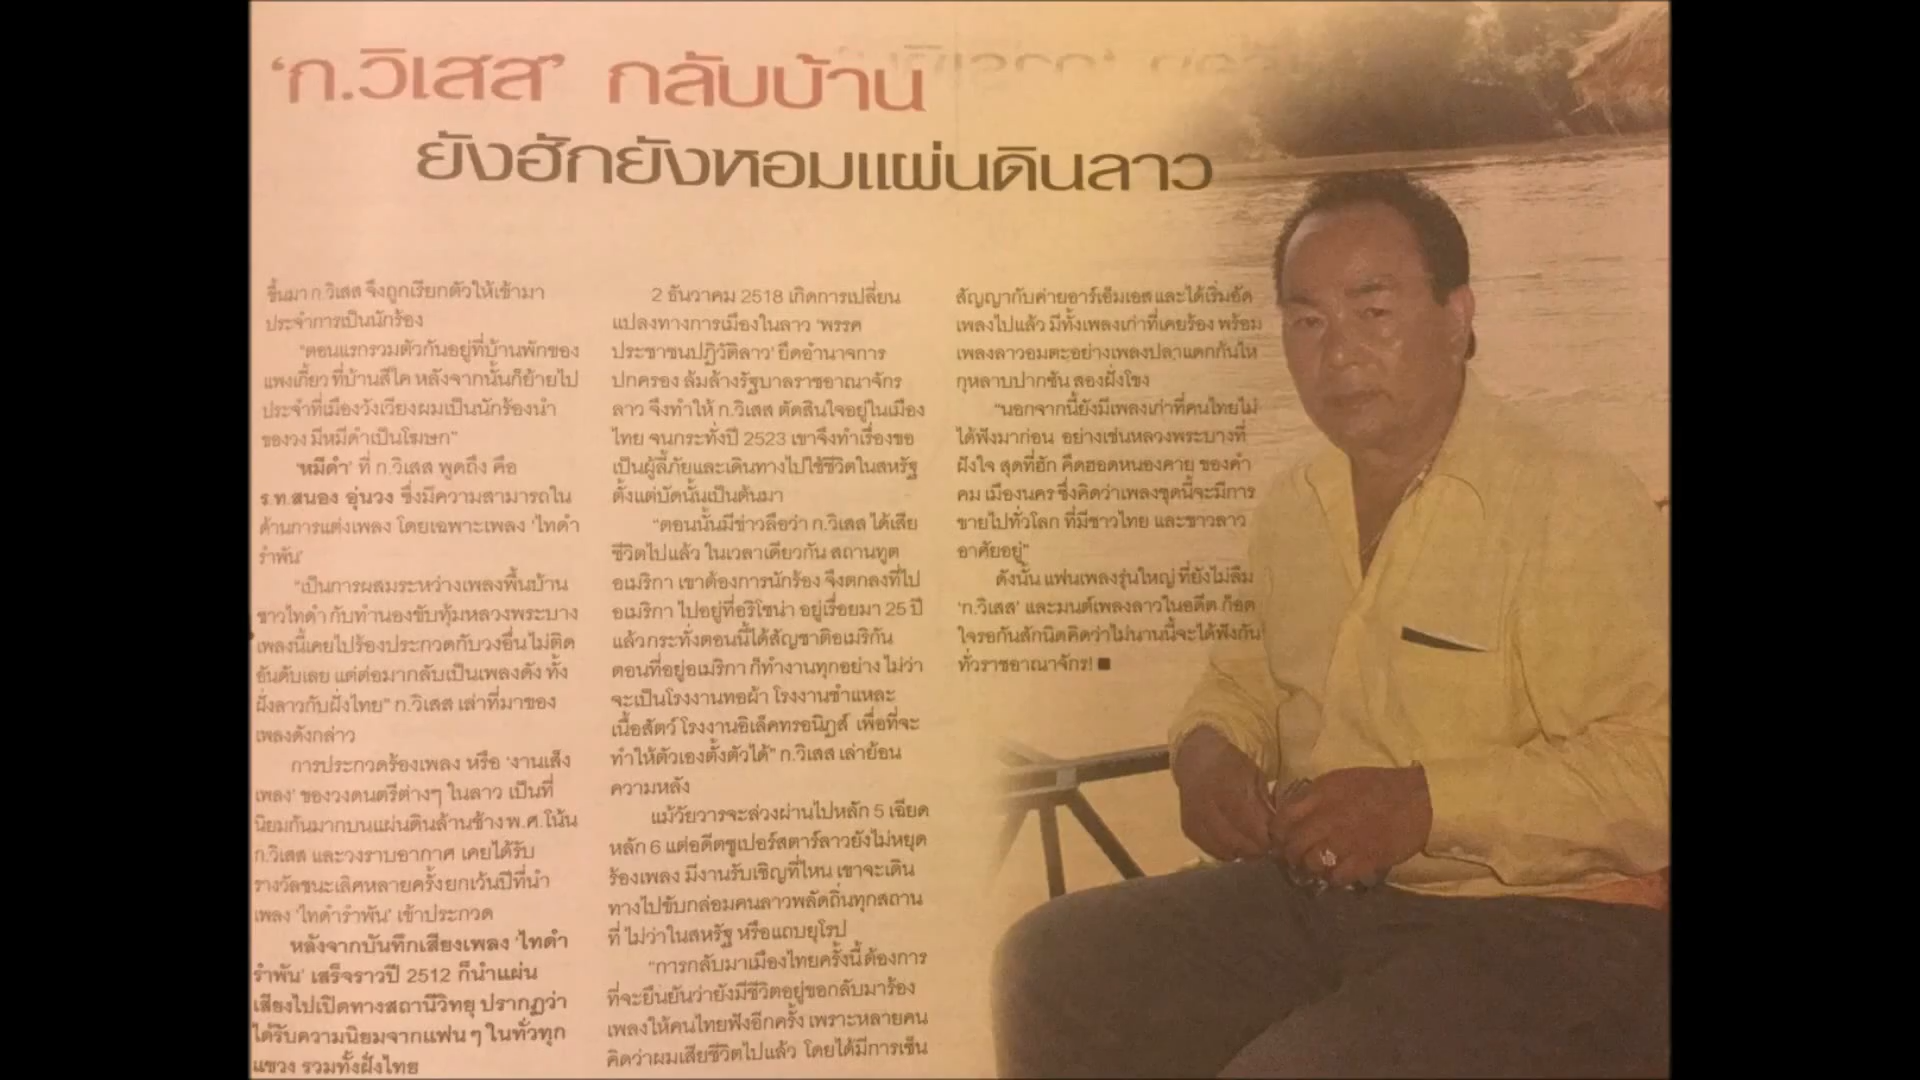 'ก.วิเสส' กลับบ้าน
ยังฮักยังหอมแผ่นดินลาว
ขึ้นมา ก.วิเสส จึงถูกเรียกตัวให้เข้ามา
ประจำการเป็นนักร้อง
"ตอนแรกรวมตัวกันอยู่ที่บ้านพักของ
แพงเกี้ยว ที่บ้านสีไค หลังจากนั้นก็ย้ายไป
ประจำที่เมืองวังเวียงผมเป็นนักร้องนำ
ของวง มีหมีดำเป็นโฆษก"
'หมีดำ' ที่ ก.วิเสส พูดถึง คือ
ร.ท.สนอง อุ่นวง ซึ่งมีความสามารถใน
ด้านการแต่งเพลง โดยเฉพาะเพลง 'ไทดำ
รำพัน'
"เป็นการผสมระหว่างเพลงพื้นบ้าน
ชาวไทดำ กับทำนองขับทุ้มหลวงพระบาง
เพลงนี้เคยไปร้องประกวดกับวงอื่น ไม่ติด
อันดับเลย แต่ต่อมากลับเป็นเพลงดัง ทั้ง
ฝั่งลาวกับฝั่งไทย" ก.วิเสส เล่าที่มาของ
เพลงดังกล่าว
การประกวดร้องเพลง หรือ 'งานเส็ง
เพลง' ของวงดนตรีต่างๆ ในลาว เป็นที่
นิยมกันมากบนแผ่นดินล้านช้าง พ.ศ.โน้น
ก.วิเสส และวงราบอากาศ เคยได้รับ
รางวัลชนะเลิศหลายครั้งยกเว้นปีที่นำ
เพลง 'ไทดำรำพัน' เข้าประกวด
หลังจากบันทึกเสียงเพลง 'ไทดำ
รำพัน' เสร็จราวปี 2512 ก็นำแผ่น
เสียงไปเปิดทางสถานีวิทยุ ปรากฏว่า
ได้รับความนิยมจากแฟน ๆ ในทั่วทุก
แขวง รวมทั้งฝั่งไทย
2 ธันวาคม 2518 เกิดการเปลี่ยน
แปลงทางการเมืองในลาว 'พรรค
ประชาชนปฏิวัติลาว' ยึดอำนาจการ
ปกครอง ล้มล้างรัฐบาลราชอาณาจักร
ลาว จึงทำให้ ก.วิเสส ตัดสินใจอยู่ในเมือง
ไทย จนกระทั่งปี 2523 เขาจึงทำเรื่องขอ
เป็นผู้ลี้ภัยและเดินทางไปใช้ชีวิตในสหรัฐ
ตั้งแต่บัดนั้นเป็นต้นมา
"ตอนนั้นมีข่าวลือว่า ก.วิเสส ได้เสีย
ชีวิตไปแล้ว ในเวลาเดียวกัน สถานทูต
อเมริกา เขาต้องการนักร้อง จึงตกลงที่ไป
อเมริกา ไปอยู่ที่อริโซน่า อยู่เรื่อยมา 25 ปี
แล้วกระทั่งตอนนี้ได้สัญชาติอเมริกัน
ตอนที่อยู่อเมริกา ก็ทำงานทุกอย่าง ไม่ว่า
จะเป็นโรงงานทอผ้า โรงงานชำแหละ
เนื้อสัตว์ โรงงานอิเล็คทรอนิฏส์ เพื่อที่จะ
ทำให้ตัวเองตั้งตัวได้" ก.วิเสส เล่าย้อน
ความหลัง
แม้วัยวารจะล่วงผ่านไปหลัก 5 เฉียด
หลัก 6 แต่อดีตซูเปอร์สตาร์ลาวยังไม่หยุด
ร้องเพลง มีงานรับเชิญที่ไหน เขาจะเดิน
ทางไปขับกล่อมคนลาวพลัดถิ่นทุกสถาน
ที่ ไม่ว่าในสหรัฐ หรือแถบยุโรป
"การกลับมาเมืองไทยครั้งนี้ ต้องการ
ที่จะยืนยันว่ายังมีชีวิตอยู่ขอกลับมาร้อง
เพลงให้คนไทยฟังอีกครั้ง เพราะหลายคน
คิดว่าผมเสียชีวิตไปแล้ว โดยได้มีการเซ็น
สัญญากับค่ายอาร์เอ็มเอส และได้เริ่มอัด
เพลงไปแล้ว มีทั้งเพลงเก่าที่เคยร้อง พร้อม
เพลงลาวอมตะอย่างเพลงปลาแดกกันไห
กุหลาบปากซัน สองฝั่งโขง
"นอกจากนี้ยังมีเพลงเก่าที่คนไทยไม่
ได้ฟังมาก่อน อย่างเช่นหลวงพระบางที่
ฝังใจ สุดที่ฮัก คึดฮอดหนองคาย ของคำ
คม เมืองนคร ซึ่งคิดว่าเพลงชุดนี้จะมีการ
ขายไปทั่วโลก ที่มีชาวไทย และชาวลาว
อาศัยอยู่"
ดังนั้น แฟนเพลงรุ่นใหญ่ ที่ยังไม่ลืม
'ก.วิเสส' และมนต์เพลงลาวในอดีต ก็อด
ใจรอกันสักนิดคิดว่าไม่นานนี้จะได้ฟังกัน
ทั่วราชอาณาจักร!